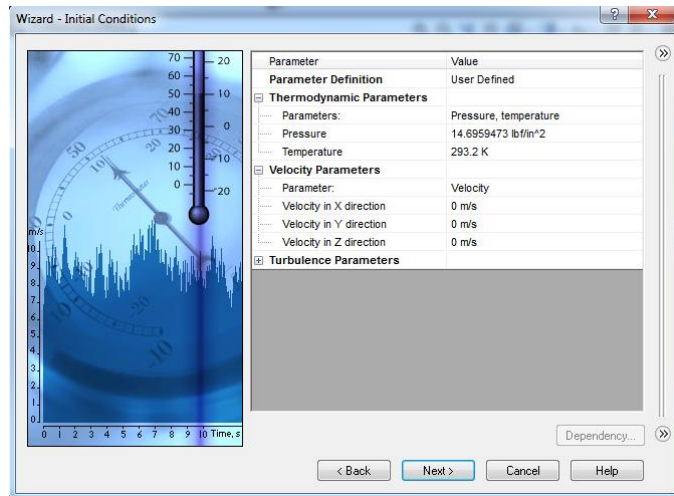 Wizard - Initial Conditions
Parameter Value
Parameter Definition User Defined
Thermodynamic Parameters
Parameters: Pressure, temperature
Pressure 14.6959473 lbf/in^2
Temperature 293.2 K
Velocity Parameters
Parameter: Velocity
Velocity in X direction 0 m/s
Velocity in Y direction 0 m/s
Velocity in Z direction 0 m/s
Turbulence Parameters
70 20
60
50 10
40
30 0
20
10 10
0 -20
m/s
10
9
8
7
6
5
4
3
2
1
0
0 1 2 3 4 5 6 7 8 9 10 Time, s
Dependency...
< Back Next > Cancel Help